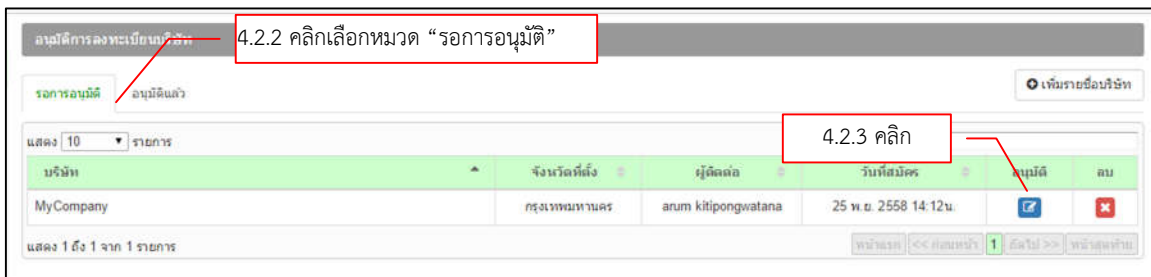 อนุมัติการลงทะเบียนบริษัท
4.2.2 คลิกเลือกหมวด “รอการอนุมัติ”
รอการอนุมัติ อนุมัติแล้ว
เพิ่มรายชื่อบริษัท
แสดง 10 รายการ
4.2.3 คลิก
บริษัท จังหวัดที่ตั้ง ผู้ติดต่อ วันที่สมัคร อนุมัติ ลบ
MyCompany กรุงเทพมหานคร arum kitipongwatana 25 พ.ย. 2558 14:12น.
แสดง 1 ถึง 1 จาก 1 รายการ
หน้าแรก << ก่อนหน้า 1 ถัดไป >> หน้าสุดท้าย